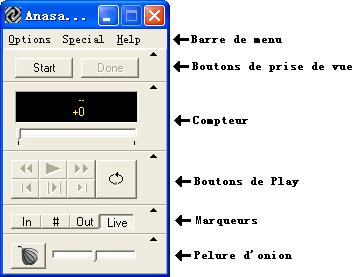 Anasa...
Options Special Help
Barre de menu
Start Done
Boutons de prise de vue
--
+0
Compteur
Boutons de Play
In # Out Live
Marqueurs
Pelure d'onion